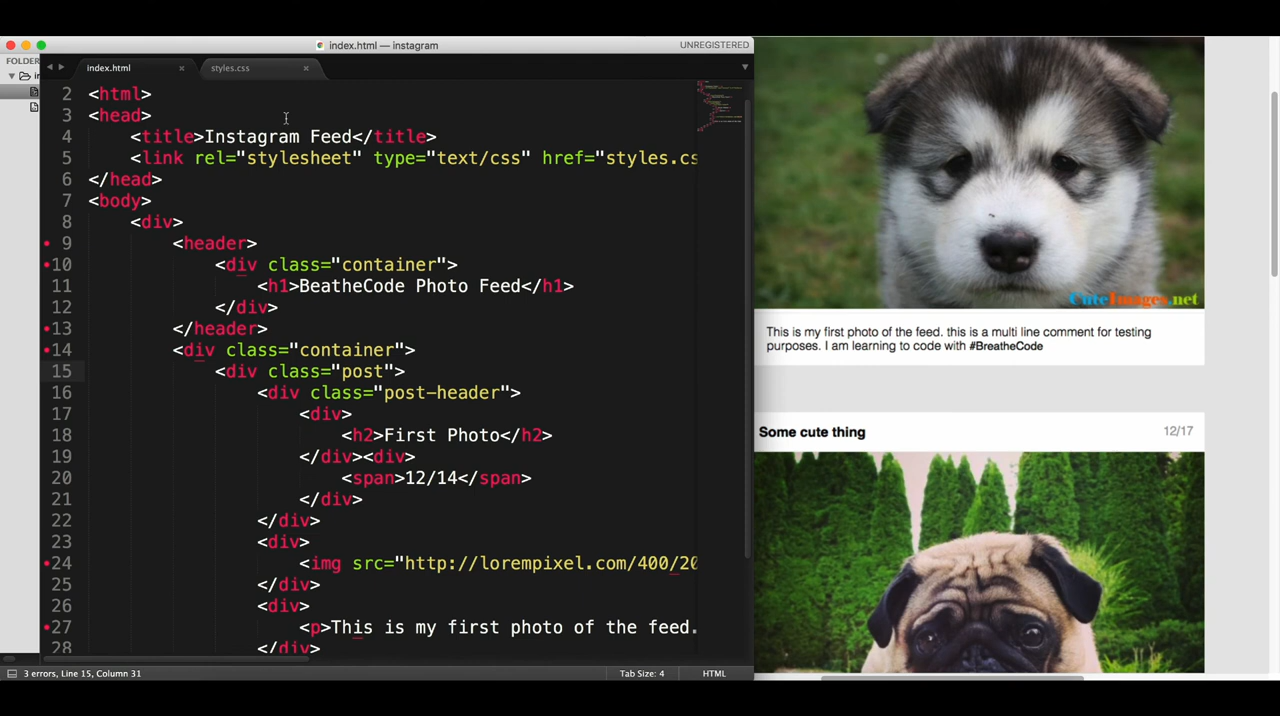 index.html — instagram
UNREGISTERED
FOLDER
index.html
styles.css
2 <html>
3 <head>
4 <title>Instagram Feed</title>
5 <link rel="stylesheet" type="text/css" href="styles.cs
6 </head>
7 <body>
8 <div>
9 <header>
10 <div class="container">
11 <h1>BeatheCode Photo Feed</h1>
12 </div>
13 </header>
14 <div class="container">
15 <div class="post">
16 <div class="post-header">
17 <div>
18 <h2>First Photo</h2>
19 </div><div>
20 <span>12/14</span>
21 </div>
22 </div>
23 <div>
24 <img src="http://lorempixel.com/400/20
25 </div>
26 <div>
27 <p>This is my first photo of the feed.
28 </div>
3 errors, Line 15, Column 31
Tab Size: 4
HTML
CuteImages.net
This is my first photo of the feed. this is a multi line comment for testing
purposes. I am learning to code with #BreatheCode
Some cute thing
12/17